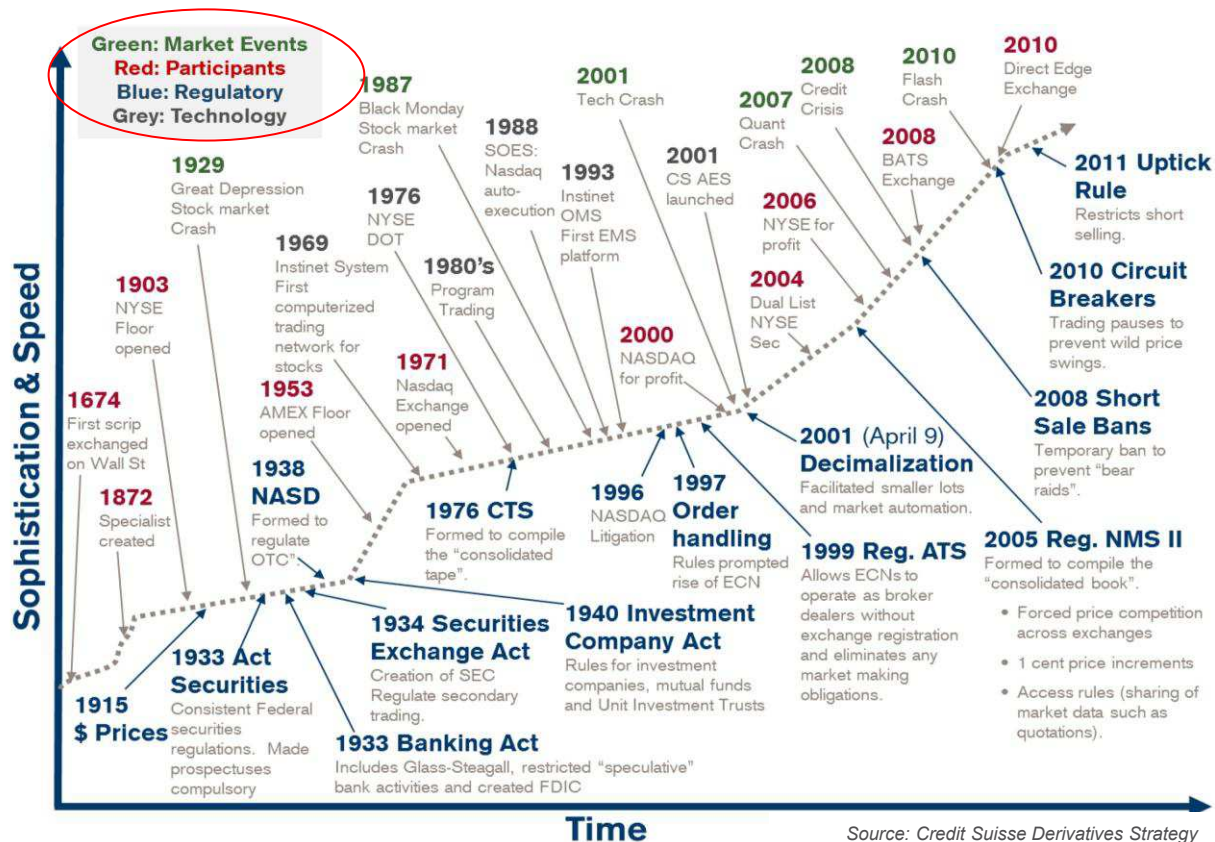 Green: Market Events
Red: Participants
Blue: Regulatory
Grey: Technology
Sophistication & Speed
1674
First scrip
exchanged
on Wall St
1872
Specialist
created
1903
NYSE
Floor
opened
1929
Great Depression
Stock market
Crash
1969
Instinet System
First
computerized
trading
network for
stocks
1953
AMEX Floor
opened
1938
NASD
Formed to
regulate
OTC”.
1987
Black Monday
Stock market
Crash
1976
NYSE
DOT
1971
Nasdaq
Exchange
opened
1980's
Program
Trading
1988
SOES:
Nasdaq
auto-
execution
1993
Instinet
OMS
First EMS
platform
2001
Tech Crash
2001
CS AES
launched
2000
NASDAQ
for profit
2007
Quant
Crash
2006
NYSE for
profit
2004
Dual List
NYSE
Sec
2008
Credit
Crisis
2008
BATS
Exchange
2010
Flash
Crash
2010
Direct Edge
Exchange
1915
$ Prices
1933 Act
Securities
Consistent Federal
securities
regulations. Made
prospectuses
compulsory
1933 Banking Act
Includes Glass-Steagall, restricted “speculative”
bank activities and created FDIC
1934 Securities
Exchange Act
Creation of SEC
Regulate secondary
trading.
1940 Investment
Company Act
Rules for investment
companies, mutual funds
and Unit Investment Trusts
1976 CTS
Formed to compile
the “consolidated
tape”.
1996
NASDAQ
Litigation
1997
Order
handling
Rules prompted
rise of ECN
1999 Reg. ATS
Allows ECNs to
operate as broker
dealers without
exchange registration
and eliminates any
market making
obligations.
2001 (April 9)
Decimalization
Facilitated smaller lots
and market automation.
2005 Reg. NMS II
Formed to compile the
“consolidated book”.
• Forced price competition
across exchanges
• 1 cent price increments
• Access rules (sharing of
market data such as
quotations).
2008 Short
Sale Bans
Temporary ban to
prevent “bear
raids”.
2010 Circuit
Breakers
Trading pauses to
prevent wild price
swings.
2011 Uptick
Rule
Restricts short
selling.
Time
Source: Credit Suisse Derivatives Strategy